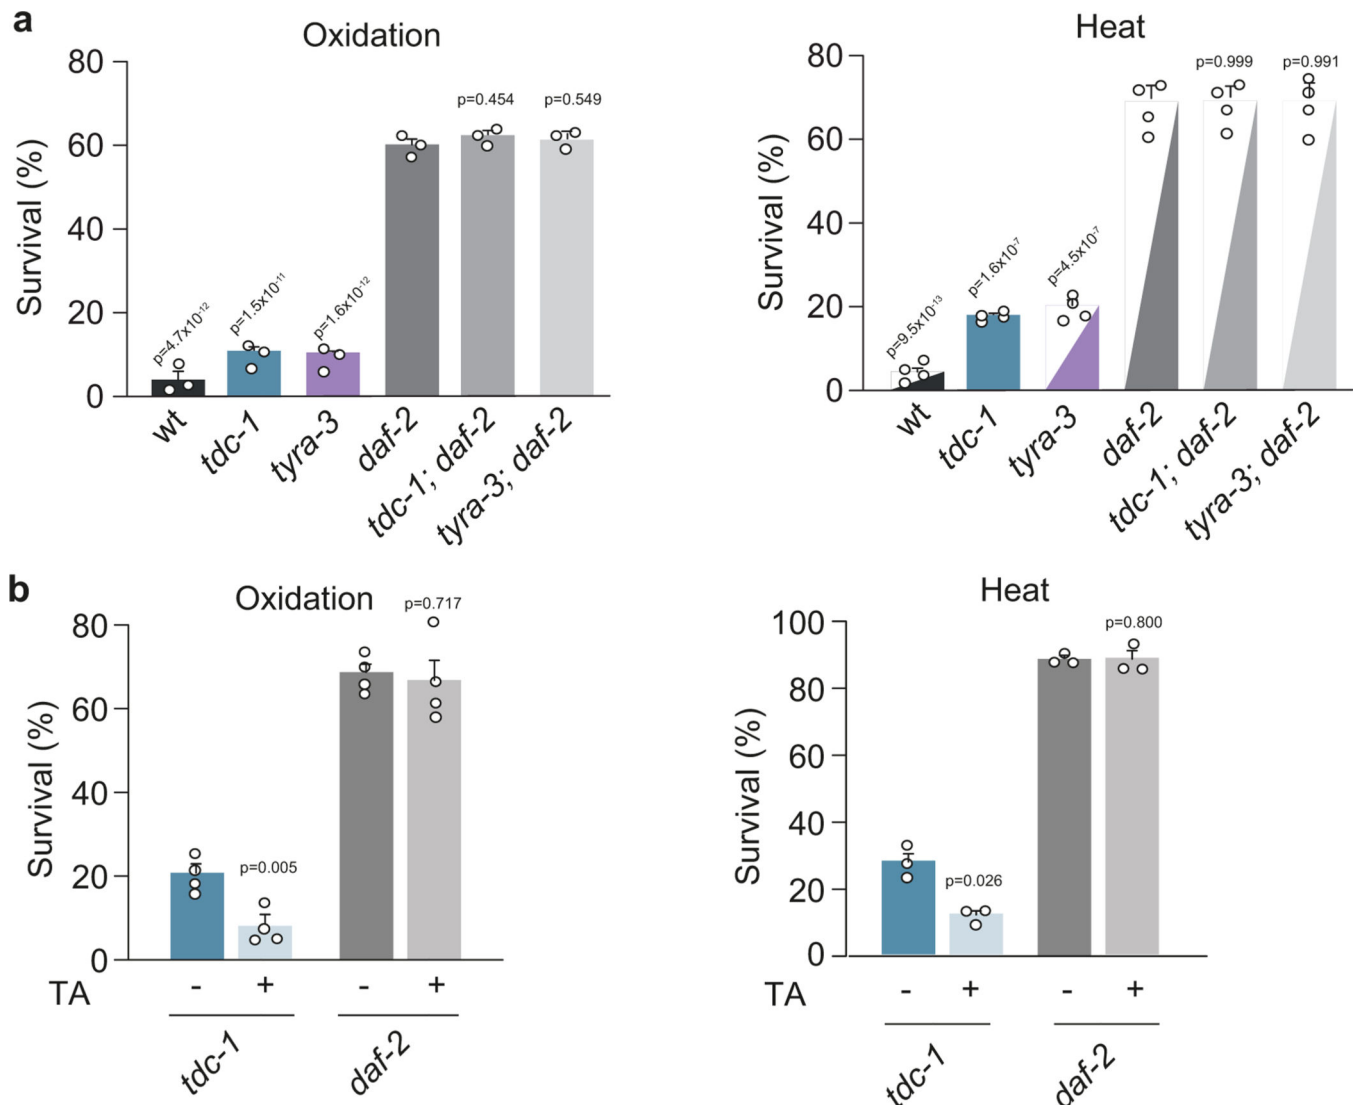 a
Oxidation
Survival (%)
80
60
40
20
0
p=4.7x10⁻¹²
p=1.5x10⁻¹¹
p=1.6x10⁻¹²
p=0.454
p=0.549
wt
tdc-1
tyra-3
daf-2
tdc-1; daf-2
tyra-3; daf-2
Heat
Survival (%)
80
60
40
20
0
p=9.5x10⁻¹³
p=1.6x10⁻⁷
p=4.5x10⁻⁷
p=0.999
p=0.991
wt
tdc-1
tyra-3
daf-2
tdc-1; daf-2
tyra-3; daf-2
b
Oxidation
Survival (%)
80
60
40
20
0
p=0.005
p=0.717
TA - + - +
tdc-1
daf-2
Heat
Survival (%)
100
80
60
40
20
0
p=0.026
p=0.800
TA - + - +
tdc-1
daf-2